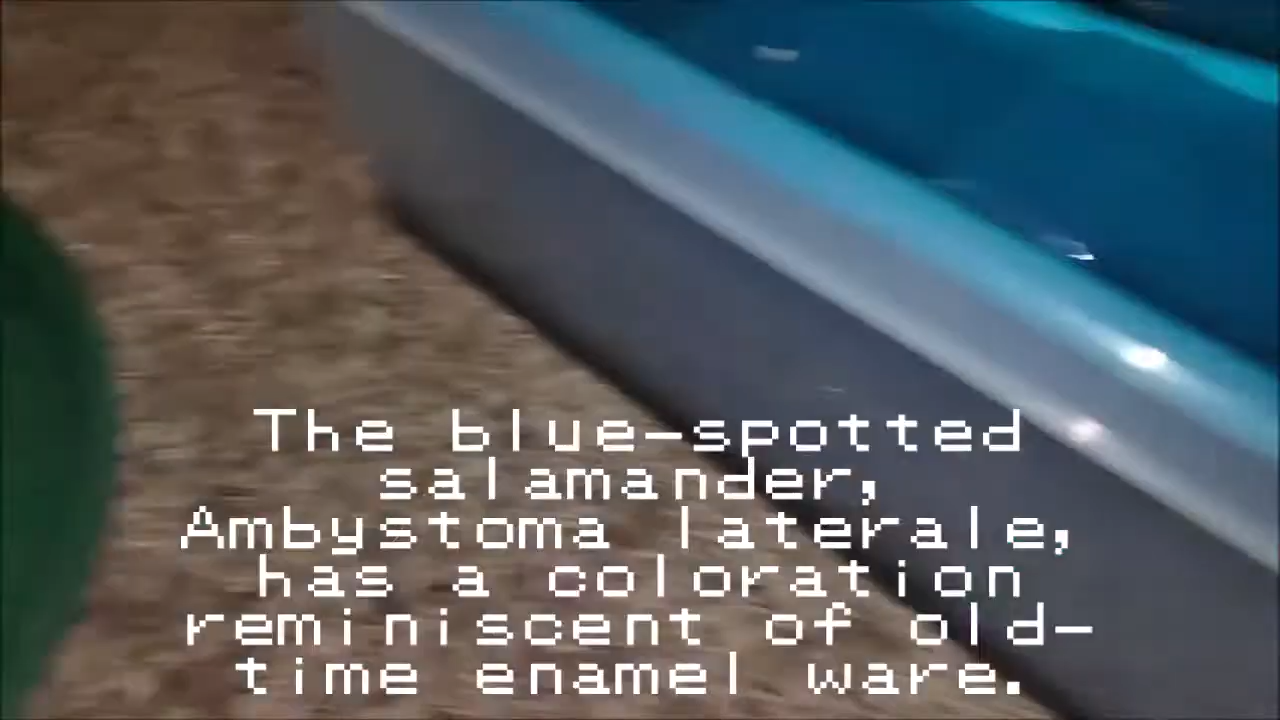 The blue-spotted
salamander,
Ambystoma laterale,
has a coloration
reminiscent of old-
time enamel ware.